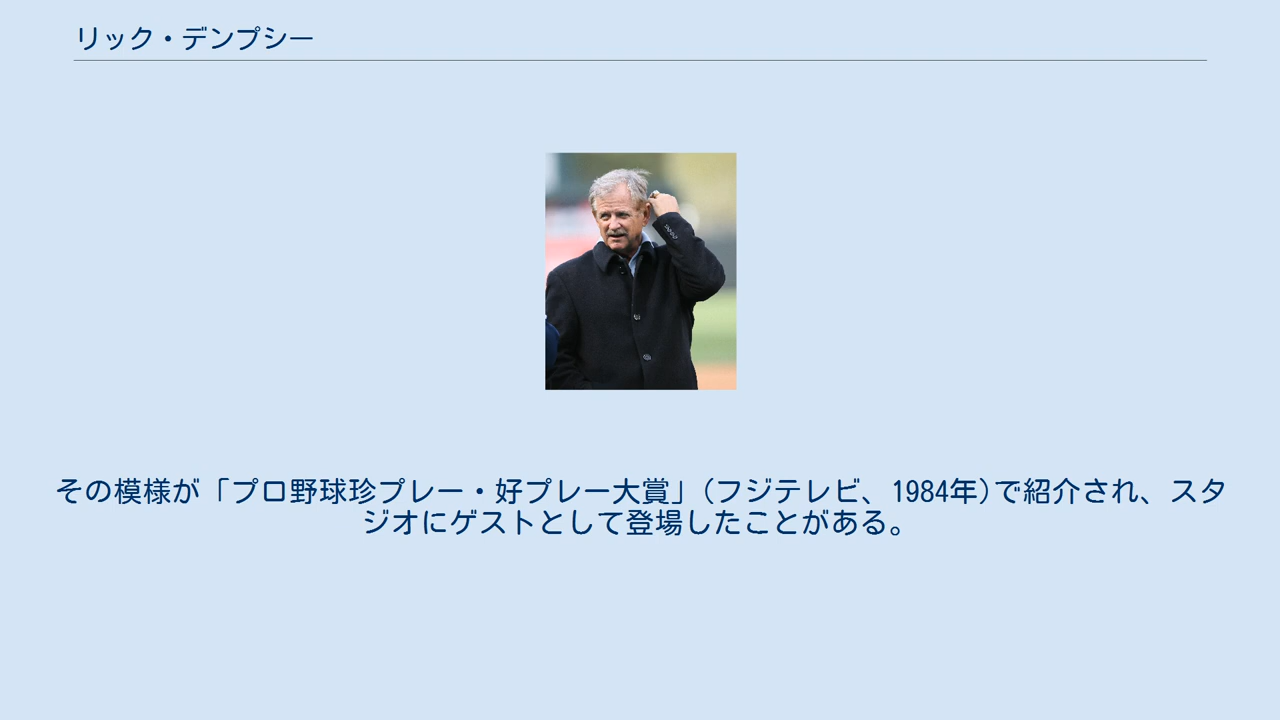 リック・デンプシー
その模様が「プロ野球珍プレー・好プレー大賞」(フジテレビ、1984年)で紹介され、スタ
ジオにゲストとして登場したことがある。